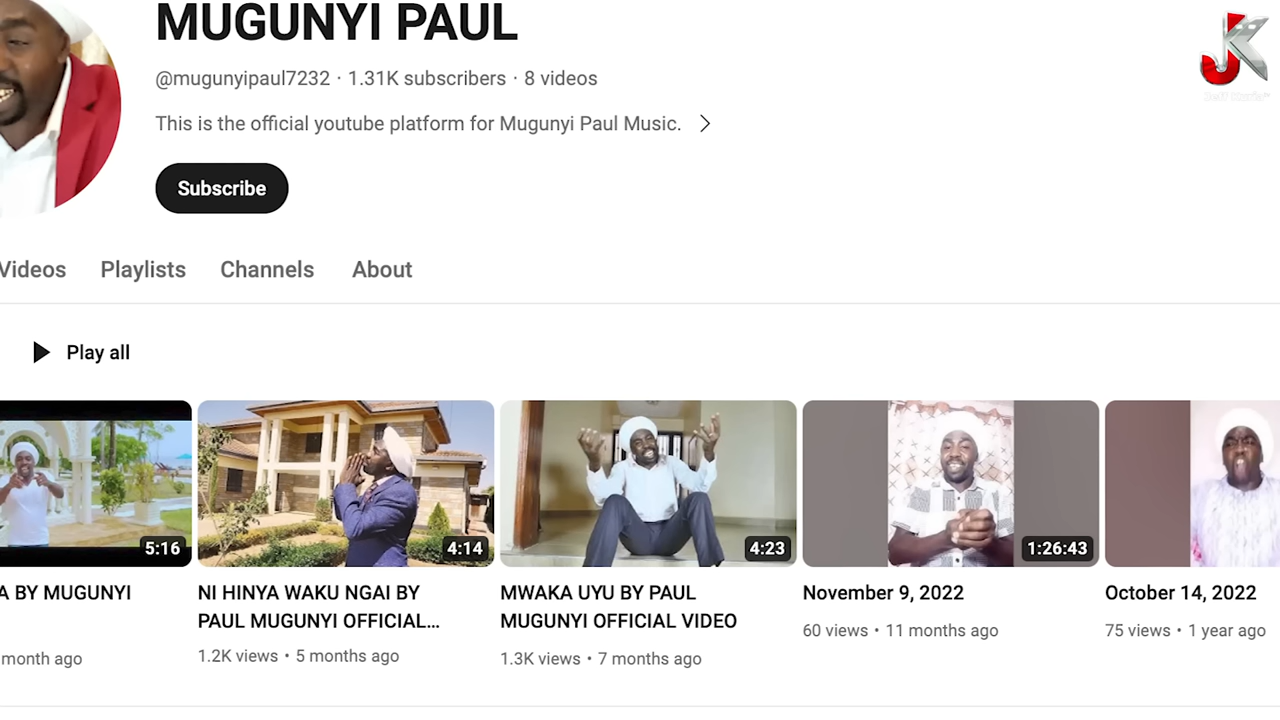 MUGUNYI PAUL
@mugunyipaul7232 · 1.31K subscribers · 8 videos
This is the official youtube platform for Mugunyi Paul Music.
Subscribe
Videos Playlists Channels About
Play all
5:16 4:14 4:23 1:26:43
A BY MUGUNYI
month ago
NI HINYA WAKU NGAI BY
PAUL MUGUNYI OFFICIAL...
1.2K views • 5 months ago
MWAKA UYU BY PAUL
MUGUNYI OFFICIAL VIDEO
1.3K views • 7 months ago
November 9, 2022
60 views • 11 months ago
October 14, 2022
75 views • 1 year ago
JK